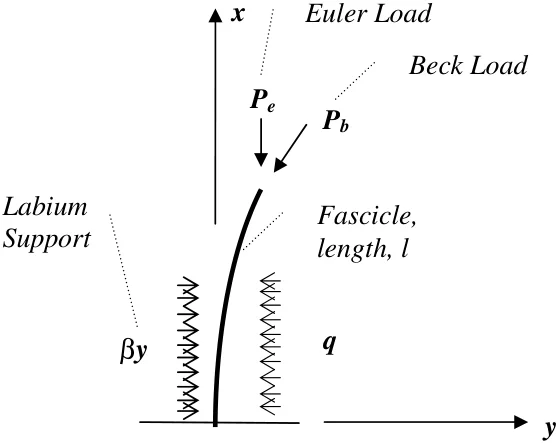 x
Euler Load
Beck Load
Pe
Pb
Labium
Support
Fascicle,
length, l
βy
q
y